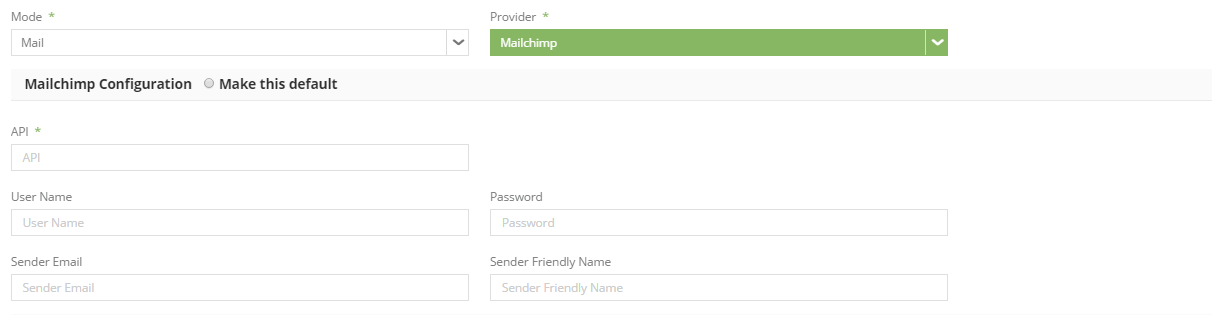 Mode * Provider *
Mail Mailchimp
Mailchimp Configuration Make this default
API *
API
User Name Password
User Name Password
Sender Email Sender Friendly Name
Sender Email Sender Friendly Name